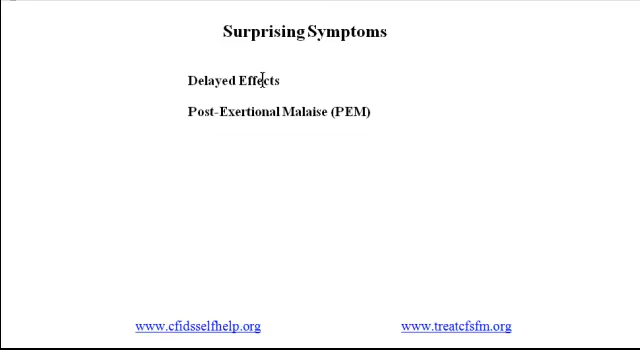 Surprising Symptoms
Delayed Effects
Post-Exertional Malaise (PEM)
www.cfidsselfhelp.org
www.treatcfsfm.org